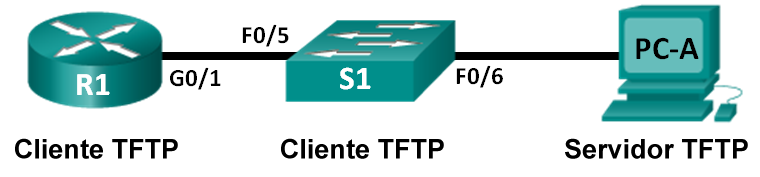 F0/5
R1
G0/1
S1
F0/6
PC-A
Cliente TFTP
Cliente TFTP
Servidor TFTP